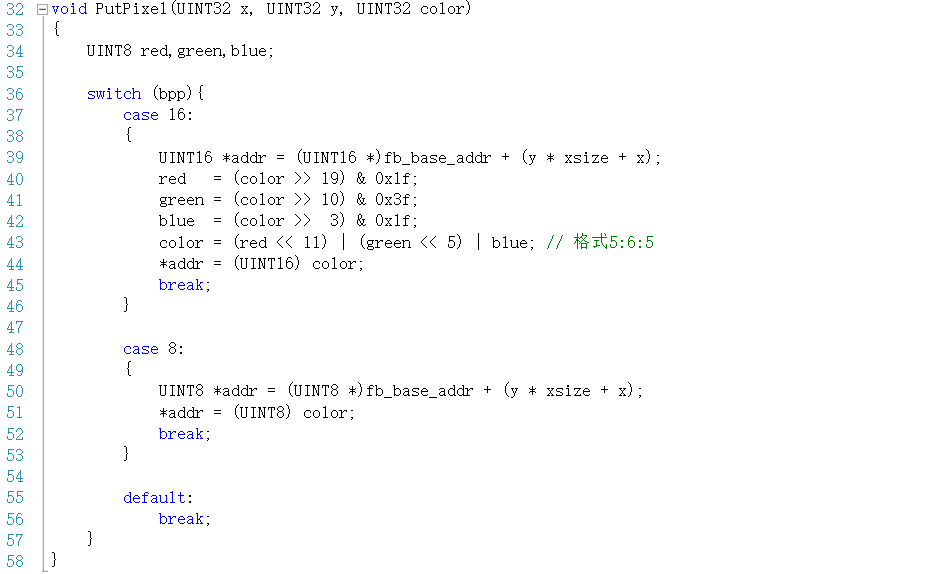 32 void PutPixel(UINT32 x, UINT32 y, UINT32 color)
33 {
34     UINT8 red,green,blue;
35
36     switch (bpp){
37         case 16:
38         {
39             UINT16 *addr = (UINT16 *)fb_base_addr + (y * xsize + x);
40             red   = (color >> 19) & 0x1f;
41             green = (color >> 10) & 0x3f;
42             blue  = (color >>  3) & 0x1f;
43             color = (red << 11) | (green << 5) | blue; // 格式5:6:5
44             *addr = (UINT16) color;
45             break;
46         }
47
48         case 8:
49         {
50             UINT8 *addr = (UINT8 *)fb_base_addr + (y * xsize + x);
51             *addr = (UINT8) color;
52             break;
53         }
54
55         default:
56             break;
57     }
58 }